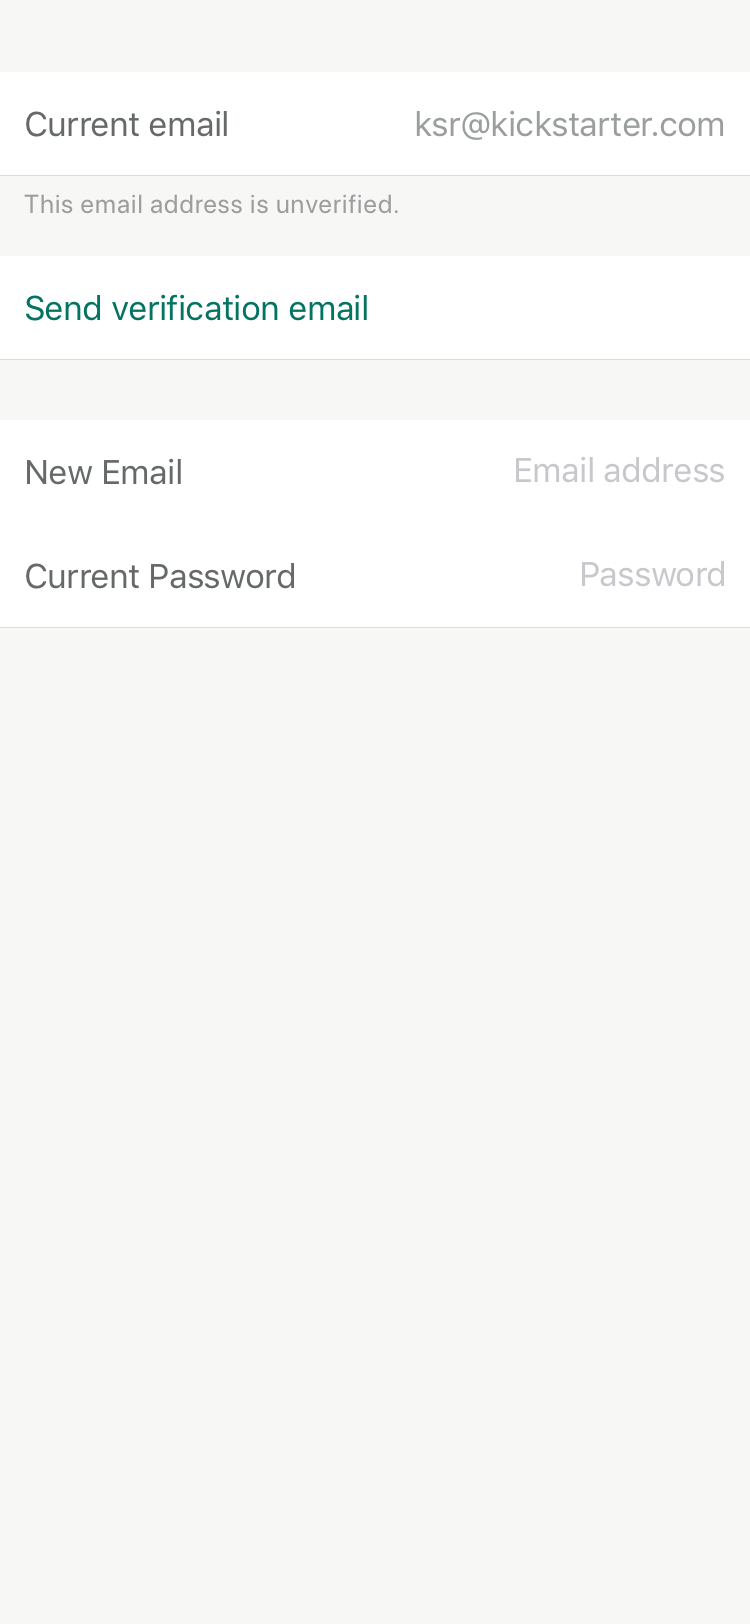 Current email ksr@kickstarter.com
This email address is unverified.
Send verification email
New Email Email address
Current Password Password